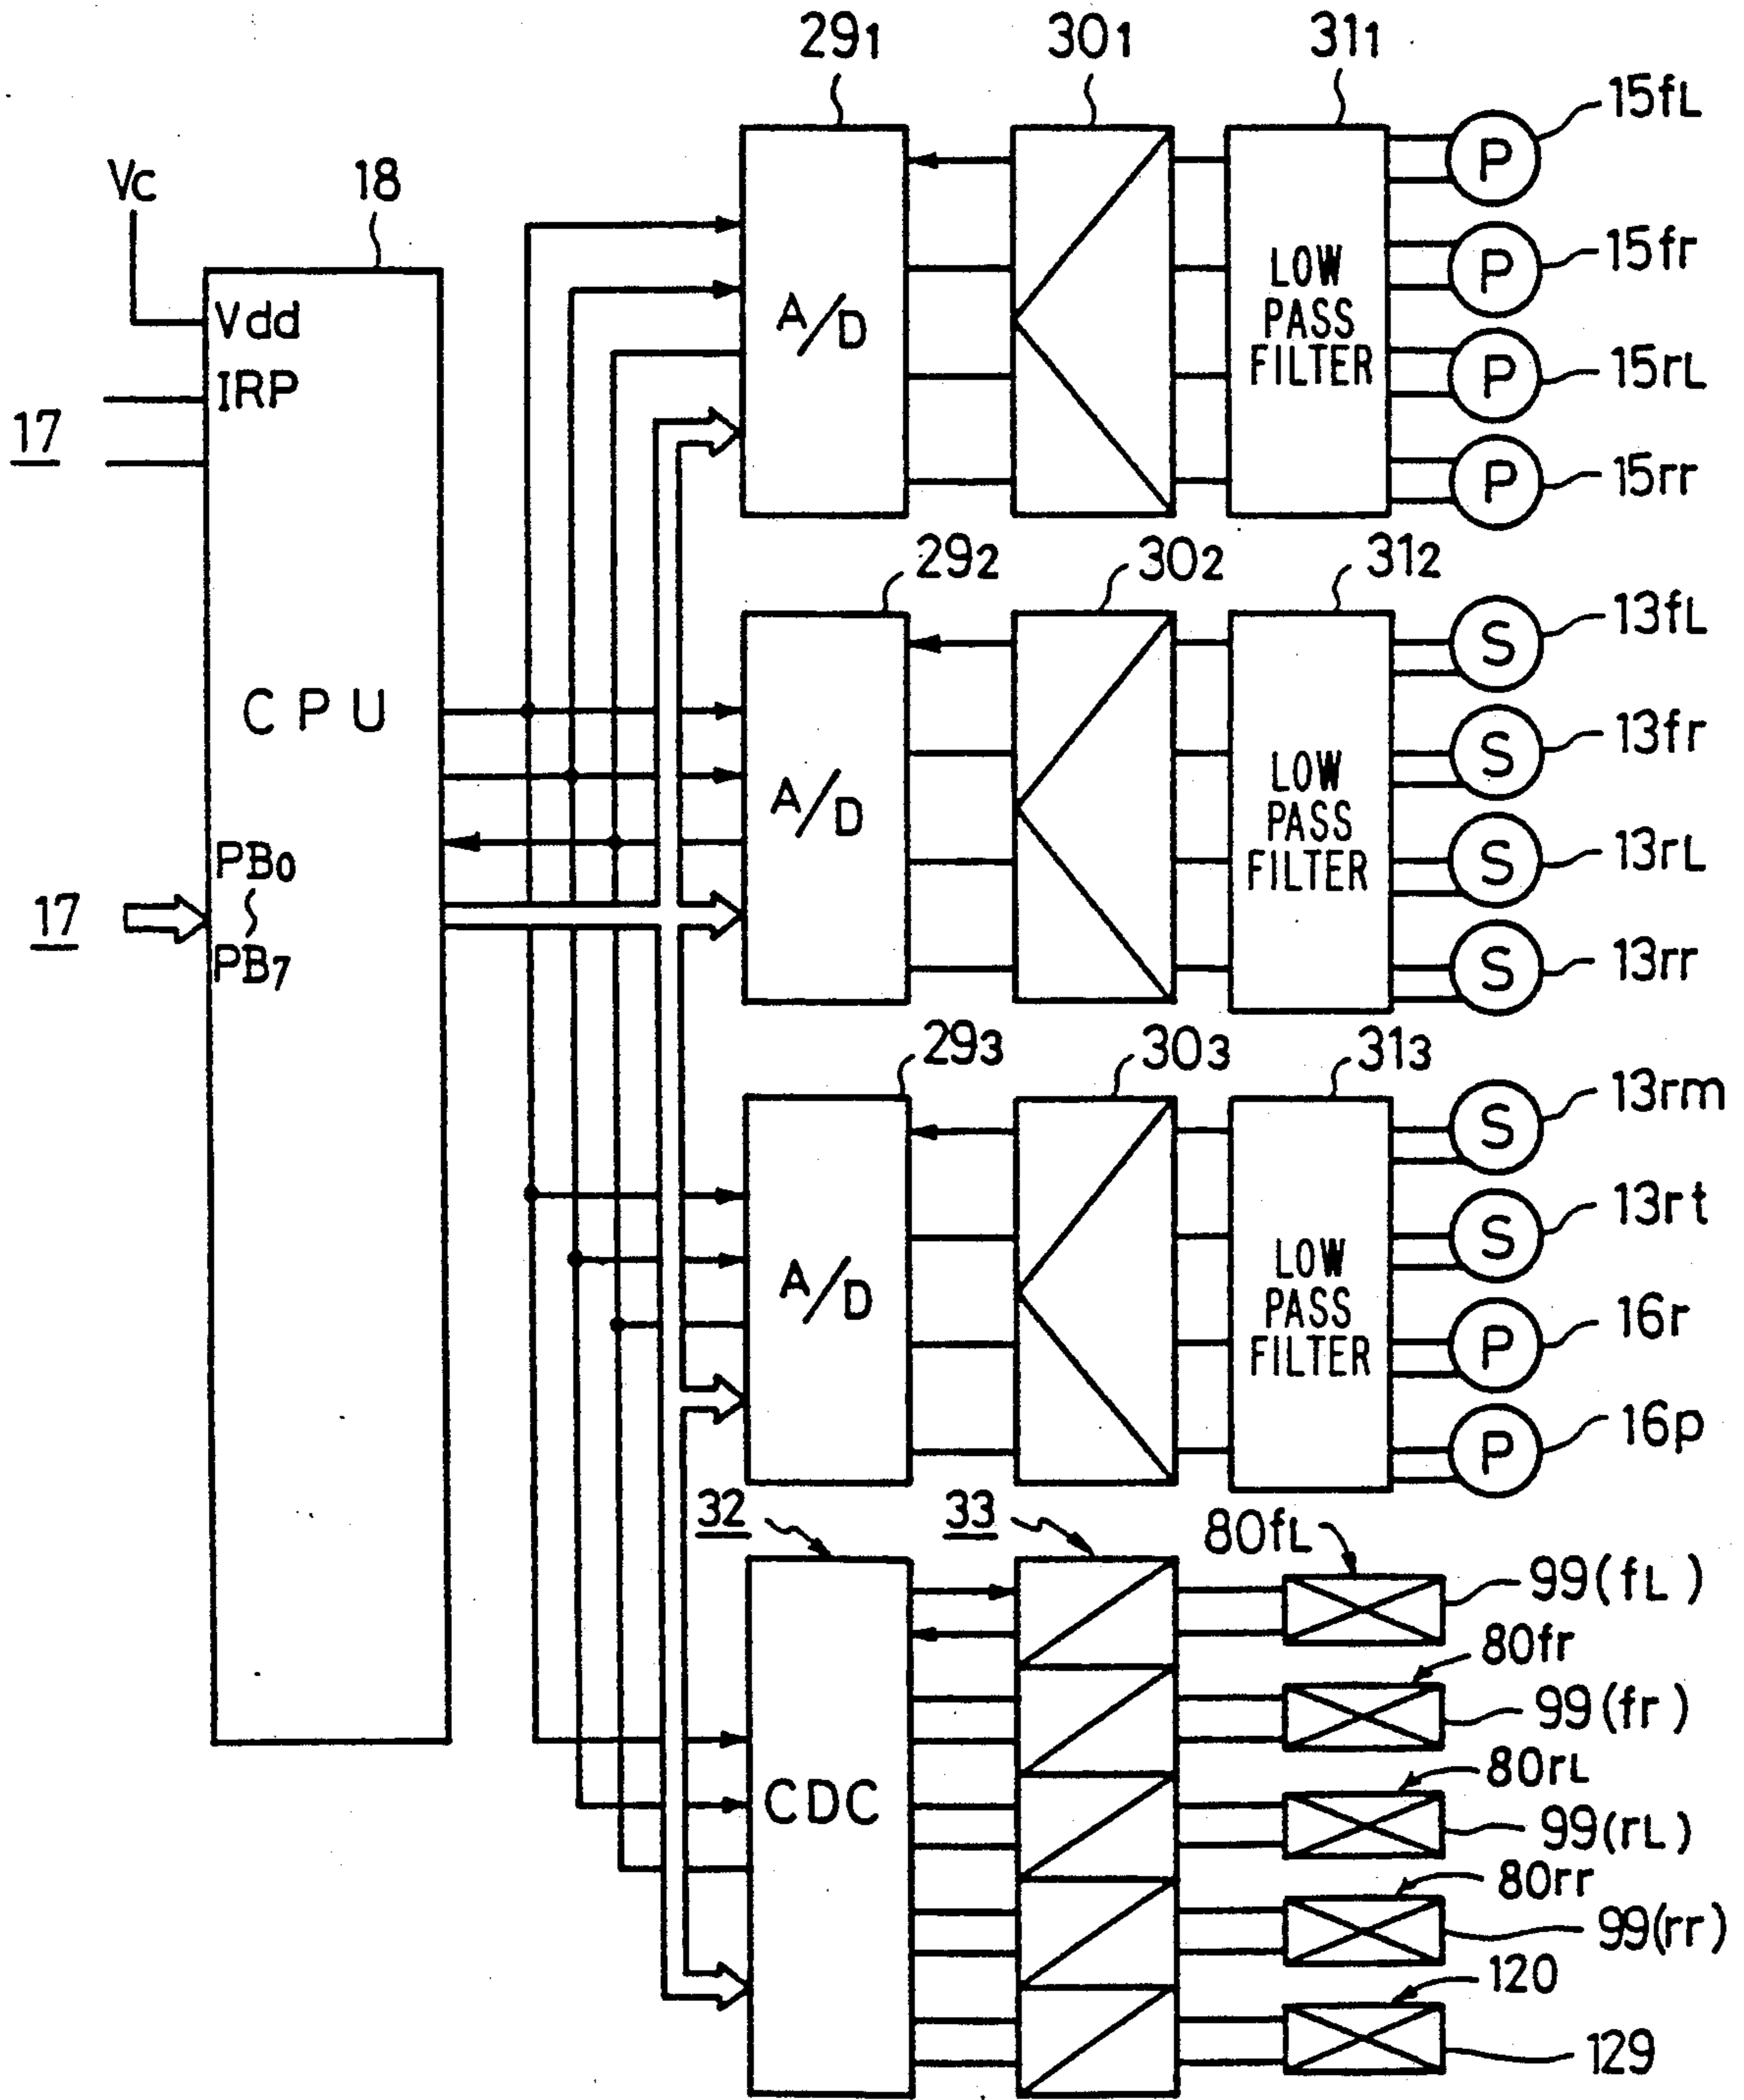 29₁
30₁
31₁
15fL
P
Vc
18
15fr
P
Vdd
IRP
17
A/D
LOW
PASS
FILTER
15rL
P
15rr
P
29₂
30₂
31₂
13fL
S
CPU
13fr
S
A/D
LOW
PASS
FILTER
PB₀
~
PB₇
17
13rL
S
13rr
S
29₃
30₃
31₃
13rm
S
13rt
S
A/D
LOW
PASS
FILTER
16r
P
16p
P
32
33
80fL
99(fL)
80fr
99(fr)
CDC
80rL
99(rL)
80rr
99(rr)
120
129